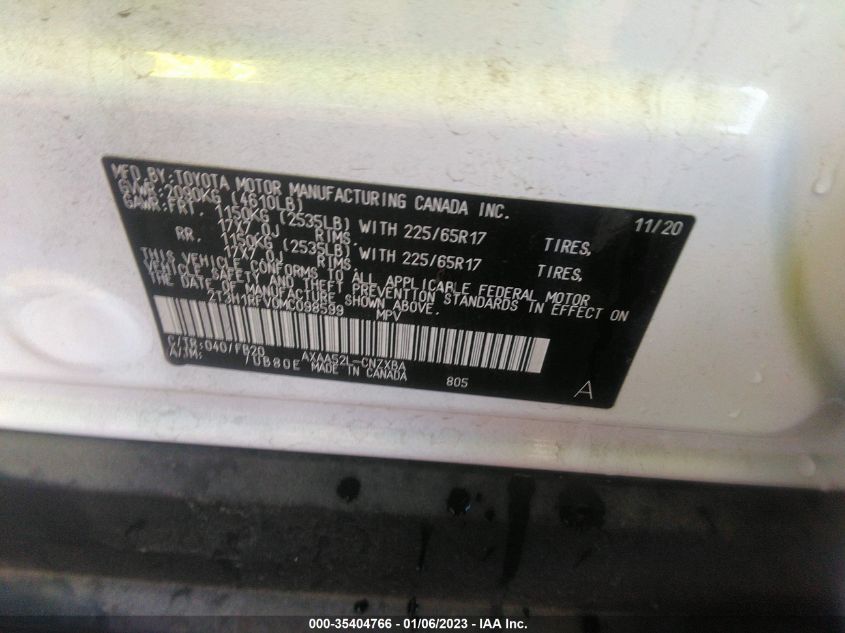 MFD BY: TOYOTA MOTOR MANUFACTURING CANADA INC. 11/20
GVWR: 2090KG (4610LB)
GAWR: FRT. 1150KG (2535LB) WITH 225/65R17 TIRES,
17X7.0J RIMS,
RR. 1150KG (2535LB) WITH 225/65R17 TIRES,
17X7.0J RIMS,
THIS VEHICLE CONFORMS TO ALL APPLICABLE FEDERAL MOTOR
VEHICLE SAFETY AND THEFT PREVENTION STANDARDS IN EFFECT ON
THE DATE OF MANUFACTURE SHOWN ABOVE.
2T3H1RFV0MC098599 MPV
C/TR: 040/FB20 AXAA52L-CNZXBA
A/TM: /UB80E MADE IN CANADA 805 A
000-35404766 - 01/06/2023 - IAA Inc.